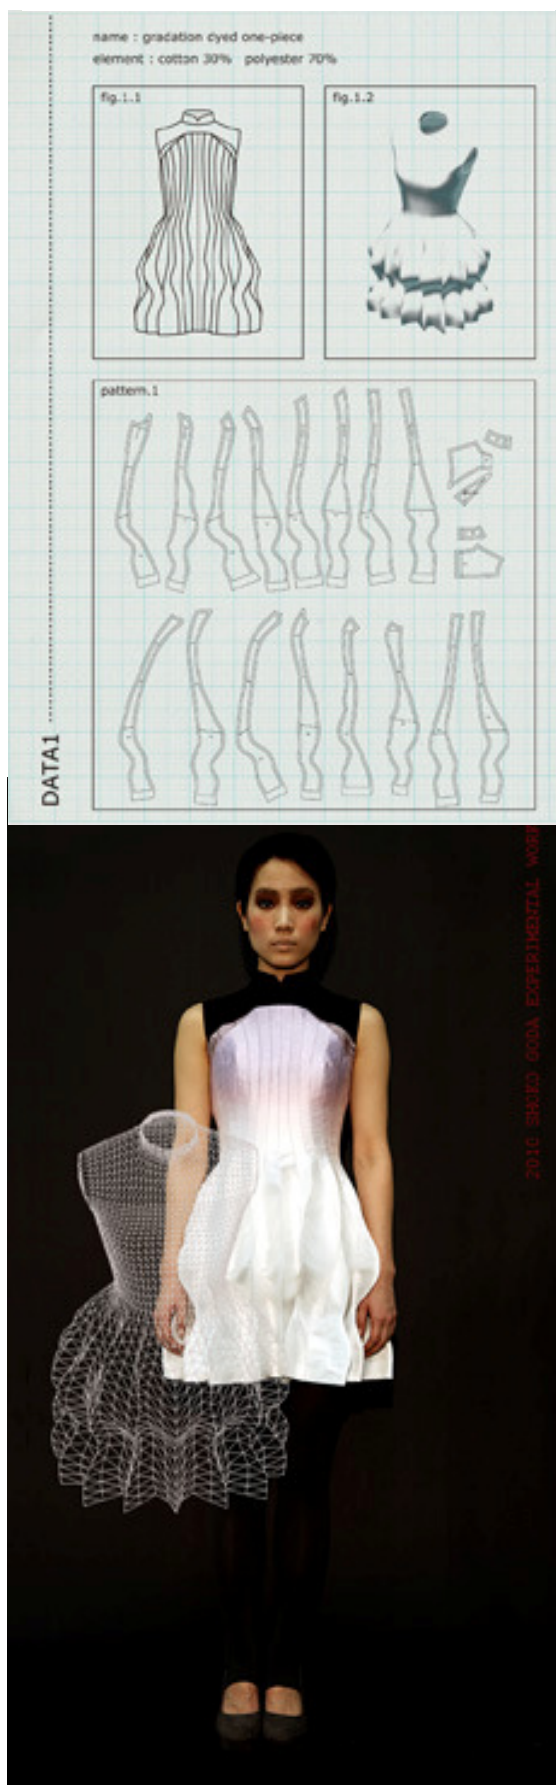 name : gradation dyed one-piece
element : cotton 30% polyester 70%
fig.1.1
fig.1.2
pattern.1
DATA1
2010 SHOKO GODA EXPERIMENTAL WORK